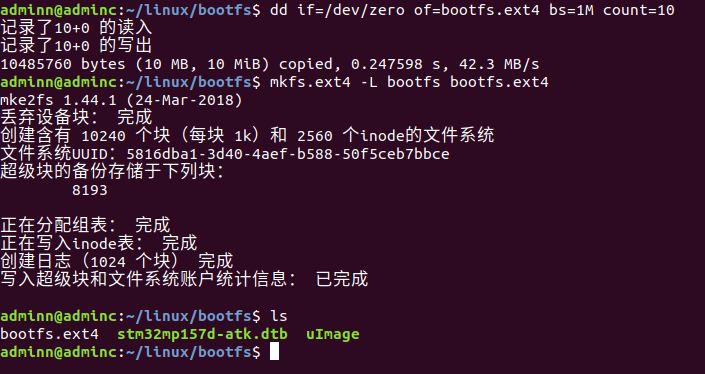 adminn@adminc:~/linux/bootfs$ dd if=/dev/zero of=bootfs.ext4 bs=1M count=10
记录了10+0 的读入
记录了10+0 的写出
10485760 bytes (10 MB, 10 MiB) copied, 0.247598 s, 42.3 MB/s
adminn@adminc:~/linux/bootfs$ mkfs.ext4 -L bootfs bootfs.ext4
mke2fs 1.44.1 (24-Mar-2018)
丢弃设备块： 完成
创建含有 10240 个块（每块 1k）和 2560 个inode的文件系统
文件系统UUID：5816dba1-3d40-4aef-b588-50f5ceb7bbce
超级块的备份存储于下列块：
8193
正在分配组表： 完成
正在写入inode表： 完成
创建日志（1024 个块） 完成
写入超级块和文件系统账户统计信息： 已完成
adminn@adminc:~/linux/bootfs$ ls
bootfs.ext4  stm32mp157d-atk.dtb  uImage
adminn@adminc:~/linux/bootfs$